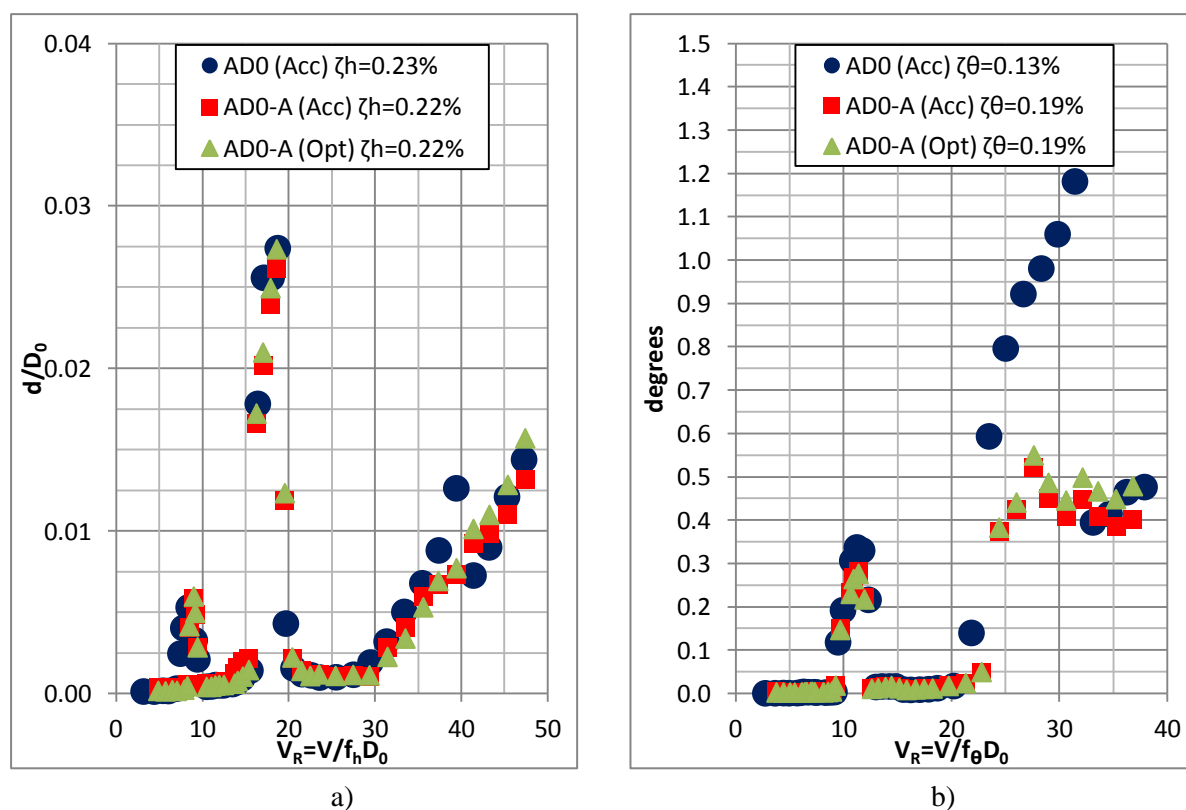 0.04
0.03
0.02
0.01
0.00
d/D0
AD0 (Acc) ζh=0.23%
AD0-A (Acc) ζh=0.22%
AD0-A (Opt) ζh=0.22%
0 10 20 30 40 50
VR=V/fhD0
a)
1.5
1.4
1.3
1.2
1.1
1.0
0.9
0.8
0.7
0.6
0.5
0.4
0.3
0.2
0.1
0.0
degrees
AD0 (Acc) ζθ=0.13%
AD0-A (Acc) ζθ=0.19%
AD0-A (Opt) ζθ=0.19%
0 10 20 30 40
VR=V/fθD0
b)